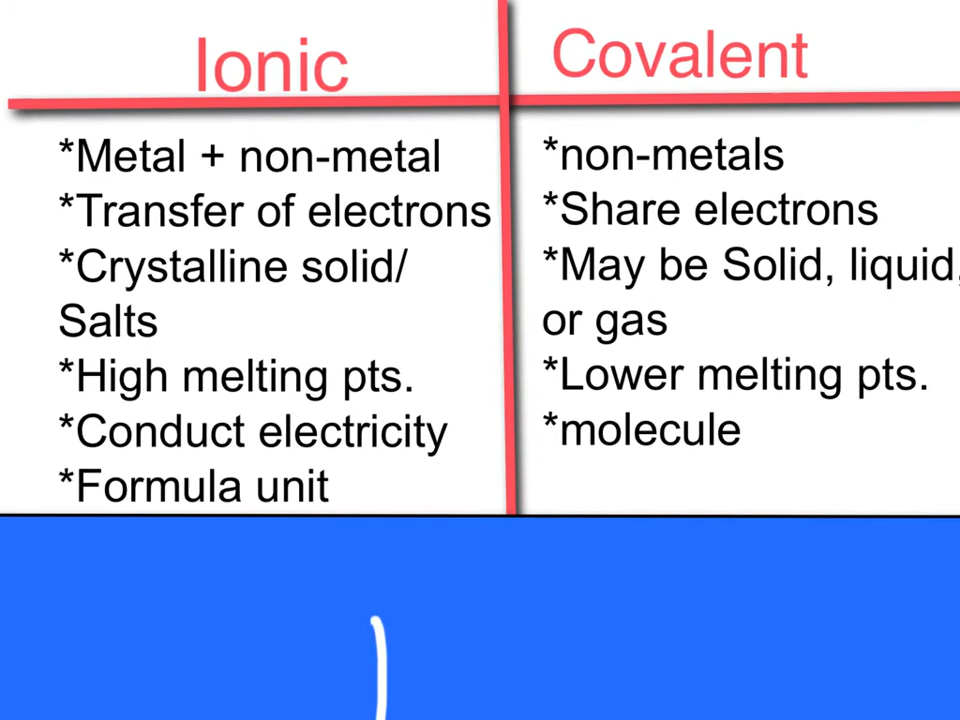 Ionic
*Metal + non-metal
*Transfer of electrons
*Crystalline solid/
Salts
*High melting pts.
*Conduct electricity
*Formula unit
Covalent
*non-metals
*Share electrons
*May be Solid, liquid,
or gas
*Lower melting pts.
*molecule